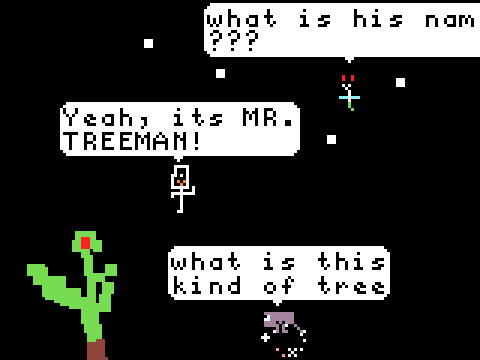 what is his nam
???
Yeah, its MR.
TREEMAN!
what is this
kind of tree